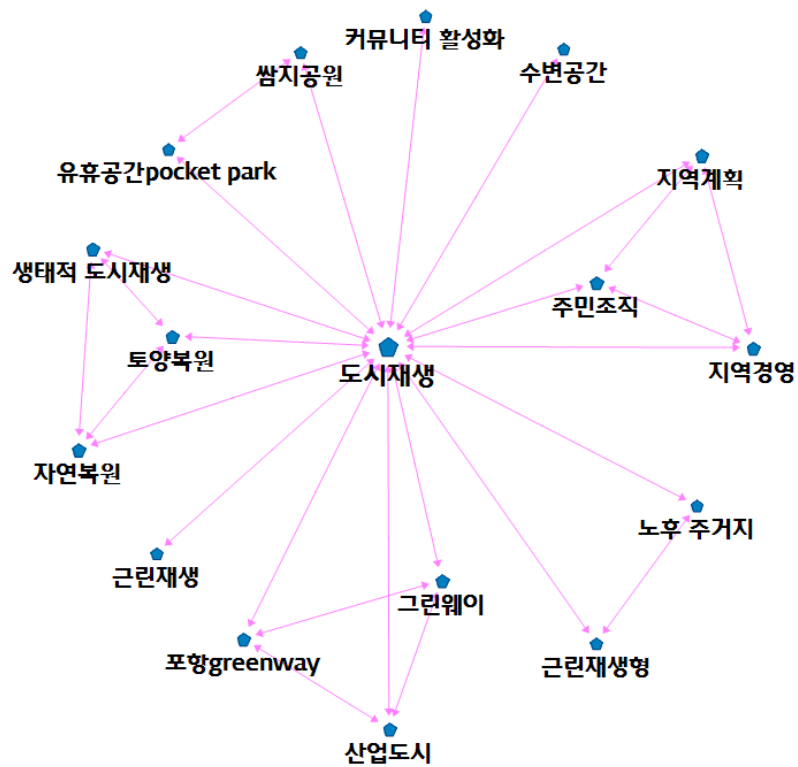 커뮤니티 활성화
쌈지공원
수변공간
유휴공간pocket park
지역계획
생태적 도시재생
주민조직
토양복원
도시재생
지역경영
자연복원
노후 주거지
근린재생
그린웨이
포항greenway
근린재생형
산업도시